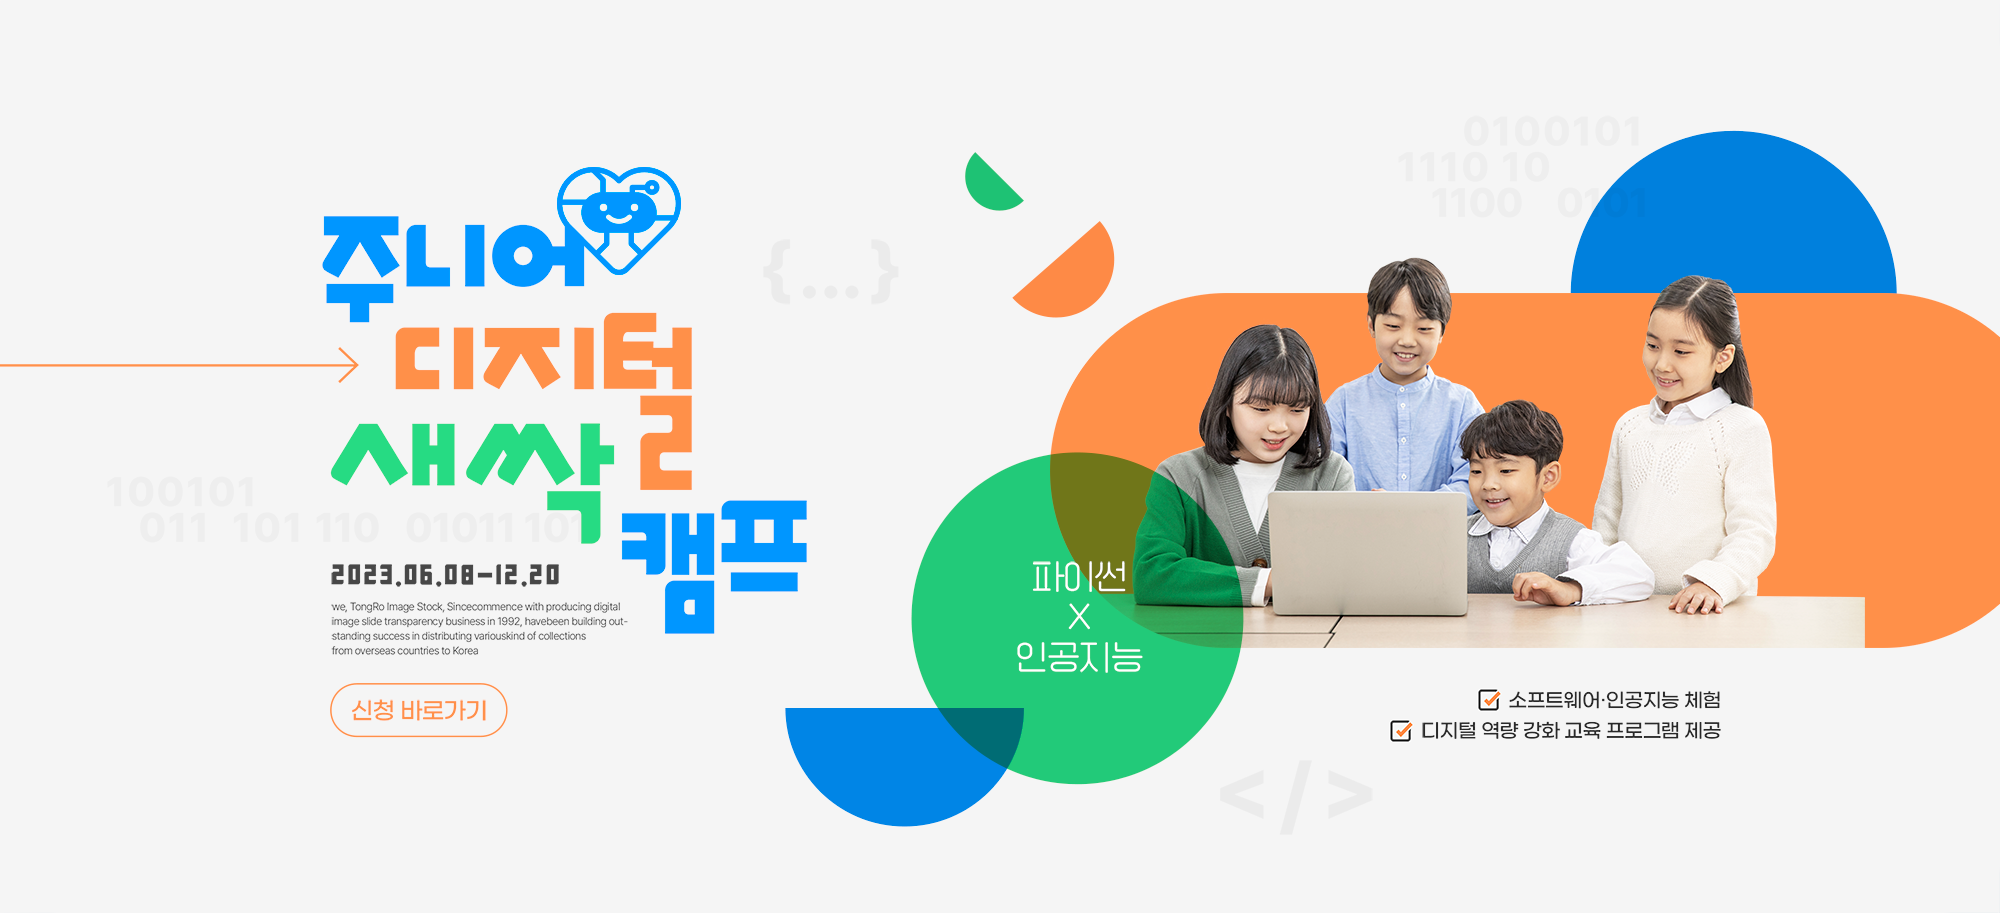 주니어
디지털
새싹
캠프
2023.06.08-12.20
we, TongRo Image Stock, Sincecommence with producing digital
image slide transparency business in 1992, havebeen building out-
standing success in distributing variouskind of collections
from overseas countries to Korea
신청 바로가기
100101
011 101 110 01011 101
{...}
파이썬
X
인공지능
0100101
1110 10
1100 0101
소프트웨어·인공지능 체험
디지털 역량 강화 교육 프로그램 제공
</>